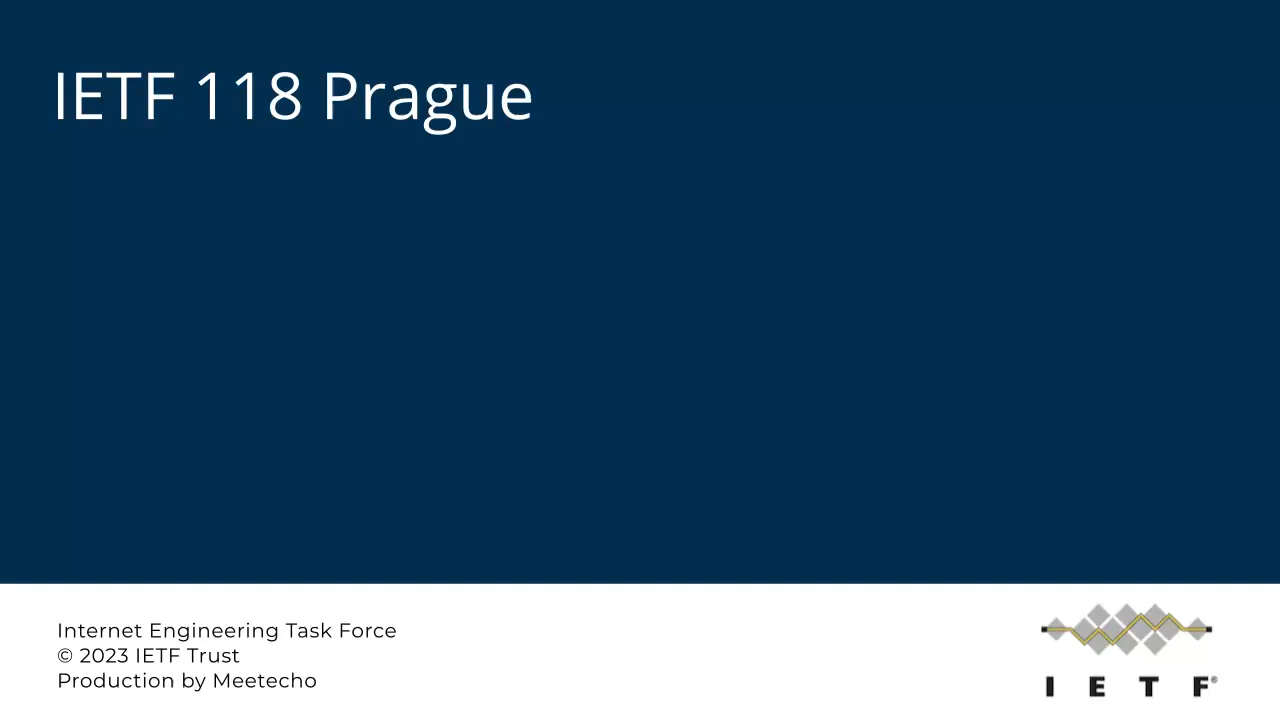 IETF 118 Prague
Internet Engineering Task Force
© 2023 IETF Trust
Production by Meetecho
I E T F®